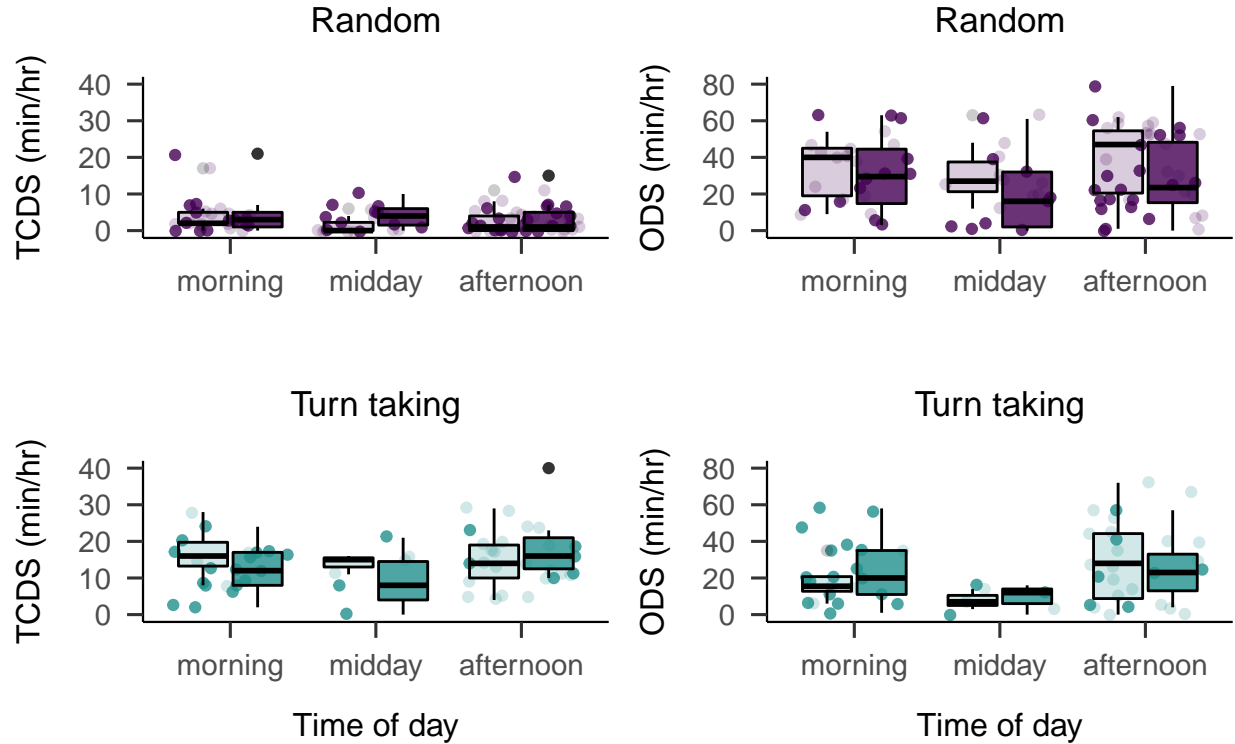 Random
TCDS (min/hr)
40
30
20
10
0
morning midday afternoon
Random
ODS (min/hr)
80
60
40
20
0
morning midday afternoon
Turn taking
TCDS (min/hr)
40
30
20
10
0
morning midday afternoon
Time of day
Turn taking
ODS (min/hr)
80
60
40
20
0
morning midday afternoon
Time of day